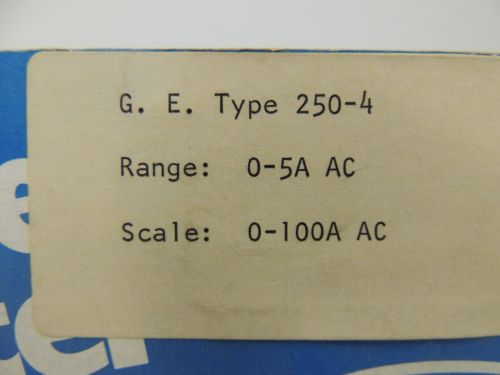 G. E. Type 250-4
Range: 0-5A AC
Scale: 0-100A AC